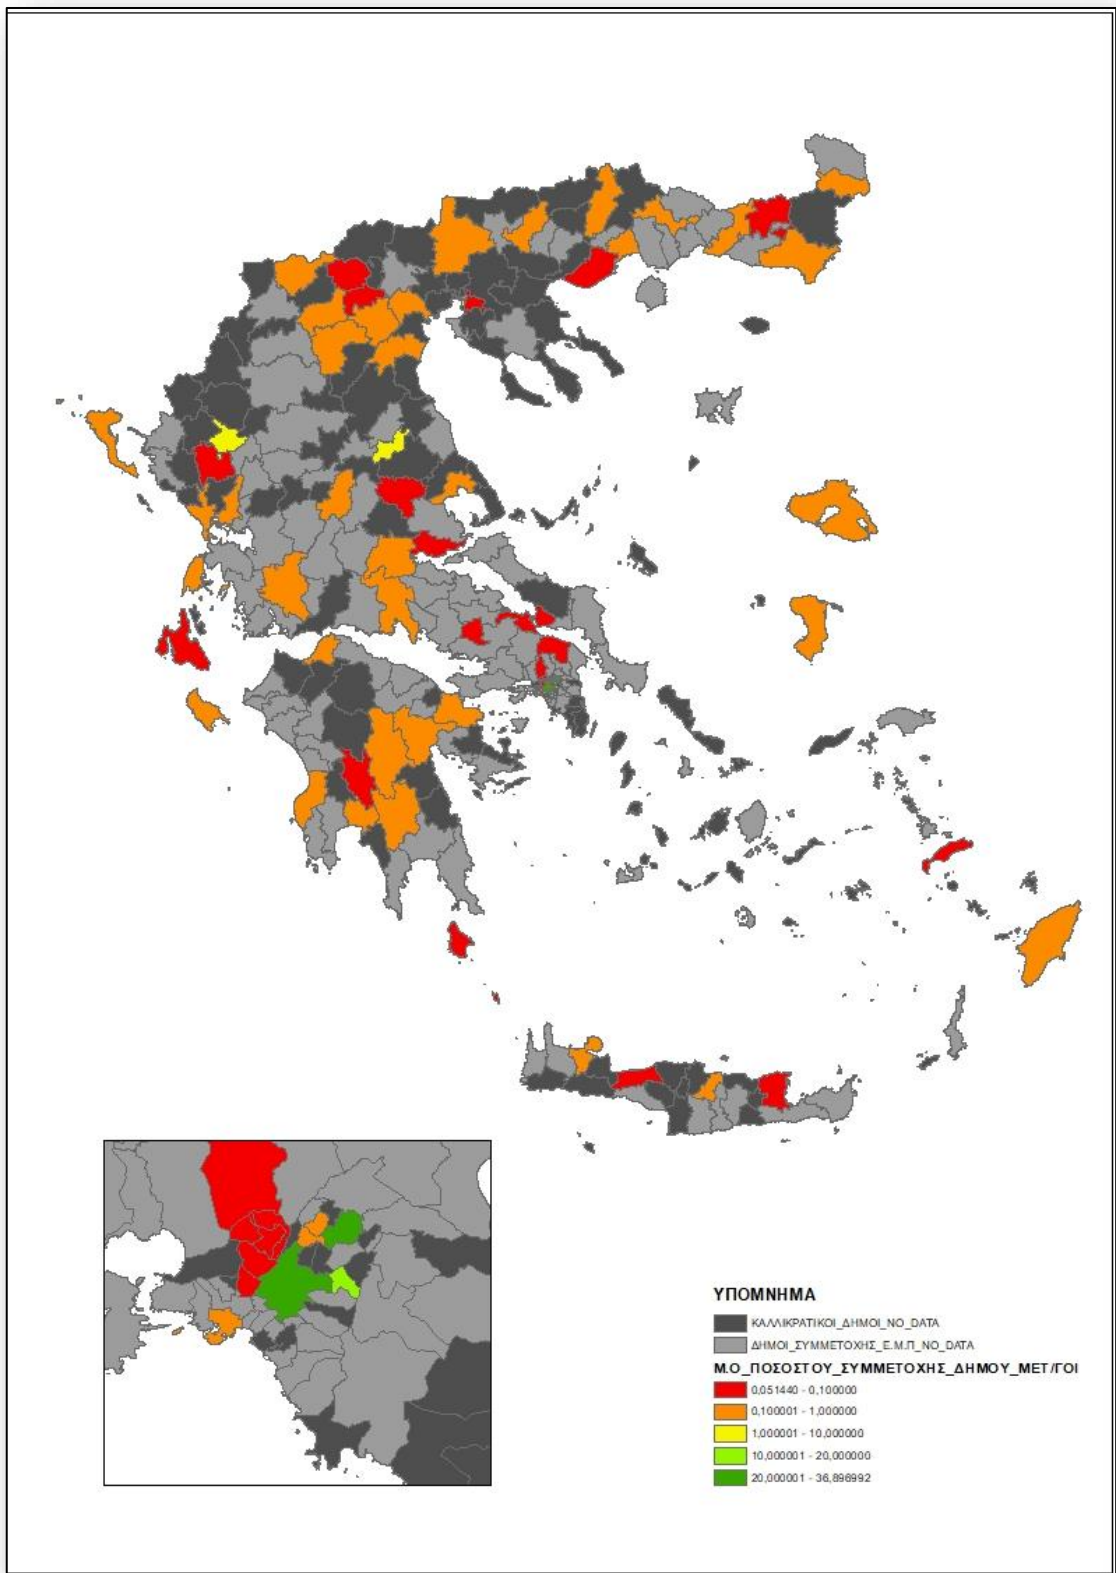 ΥΠΟΜΝΗΜΑ
ΚΑΛΛΙΚΡΑΤΙΚΟΙ_ΔΗΜΟΙ_NO_DATA
ΔΗΜΟΙ_ΣΥΜΜΕΤΟΧΗΣ_Ε.Μ.Π_NO_DATA
Μ.Ο_ΠΟΣΟΣΤΟΥ_ΣΥΜΜΕΤΟΧΗΣ_ΔΗΜΟΥ_ΜΕΤ/ΓΟΙ
0,051440 - 0,100000
0,100001 - 1,000000
1,000001 - 10,000000
10,000001 - 20,000000
20,000001 - 36,896992